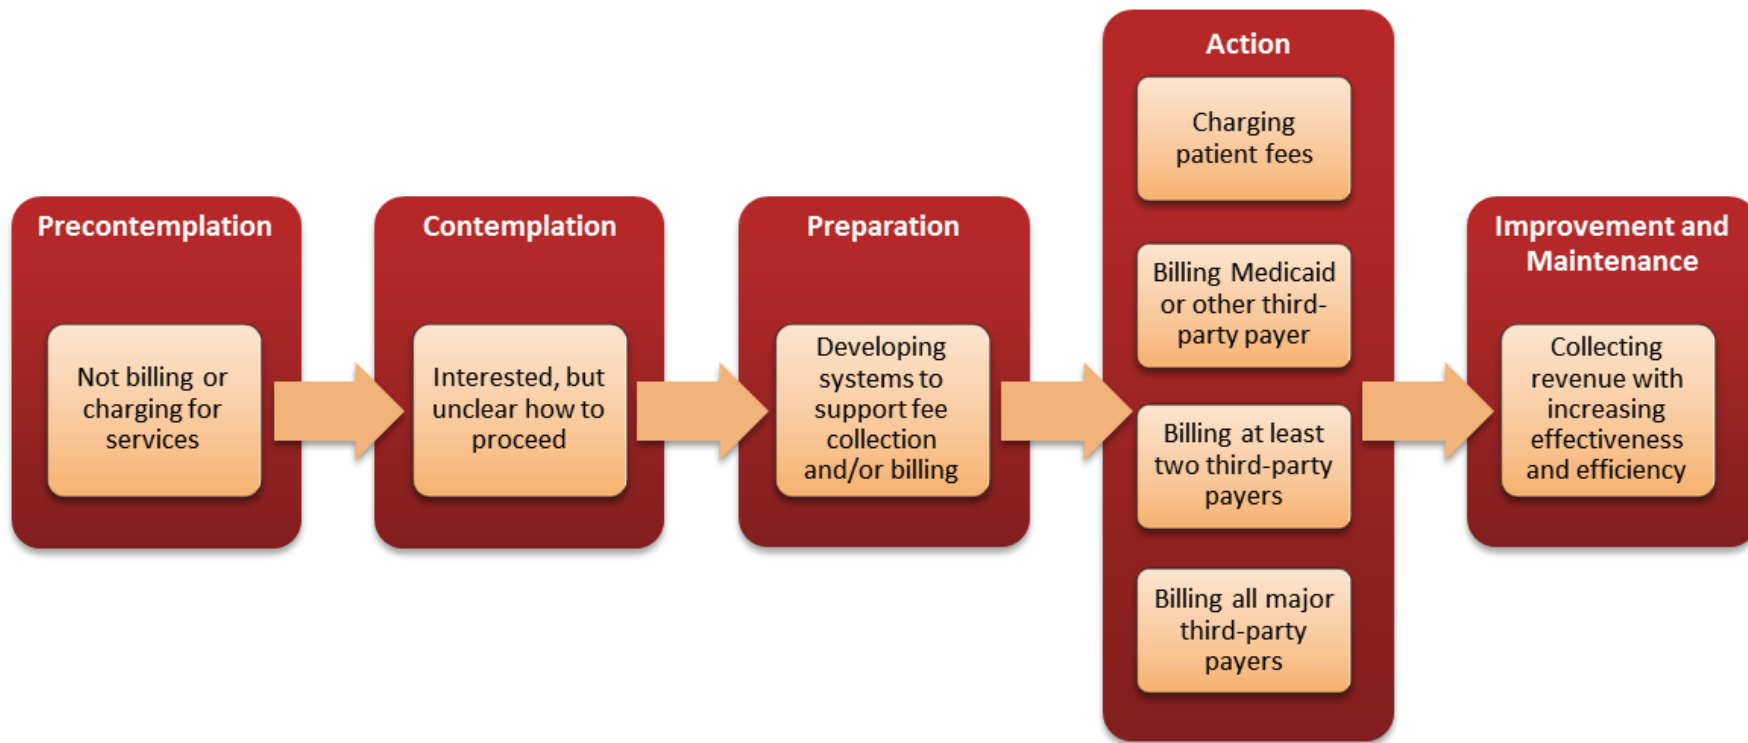 Precontemplation
Not billing or
charging for
services
Contemplation
Interested, but
unclear how to
proceed
Preparation
Developing
systems to
support fee
collection
and/or billing
Action
Charging
patient fees
Billing Medicaid
or other third-
party payer
Billing at least
two third-party
payers
Billing all major
third-party
payers
Improvement and
Maintenance
Collecting
revenue with
increasing
effectiveness
and efficiency